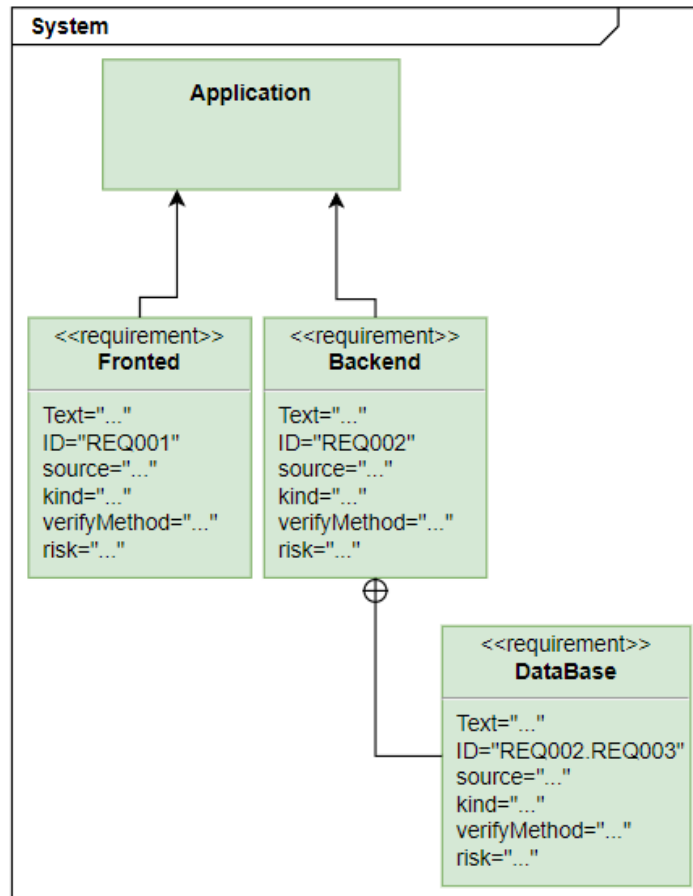 System
Application
<<requirement>>
Fronted
Text="..."
ID="REQ001"
source="..."
kind="..."
verifyMethod="..."
risk="..."
<<requirement>>
Backend
Text="..."
ID="REQ002"
source="..."
kind="..."
verifyMethod="..."
risk="..."
<<requirement>>
DataBase
Text="..."
ID="REQ002.REQ003"
source="..."
kind="..."
verifyMethod="..."
risk="..."